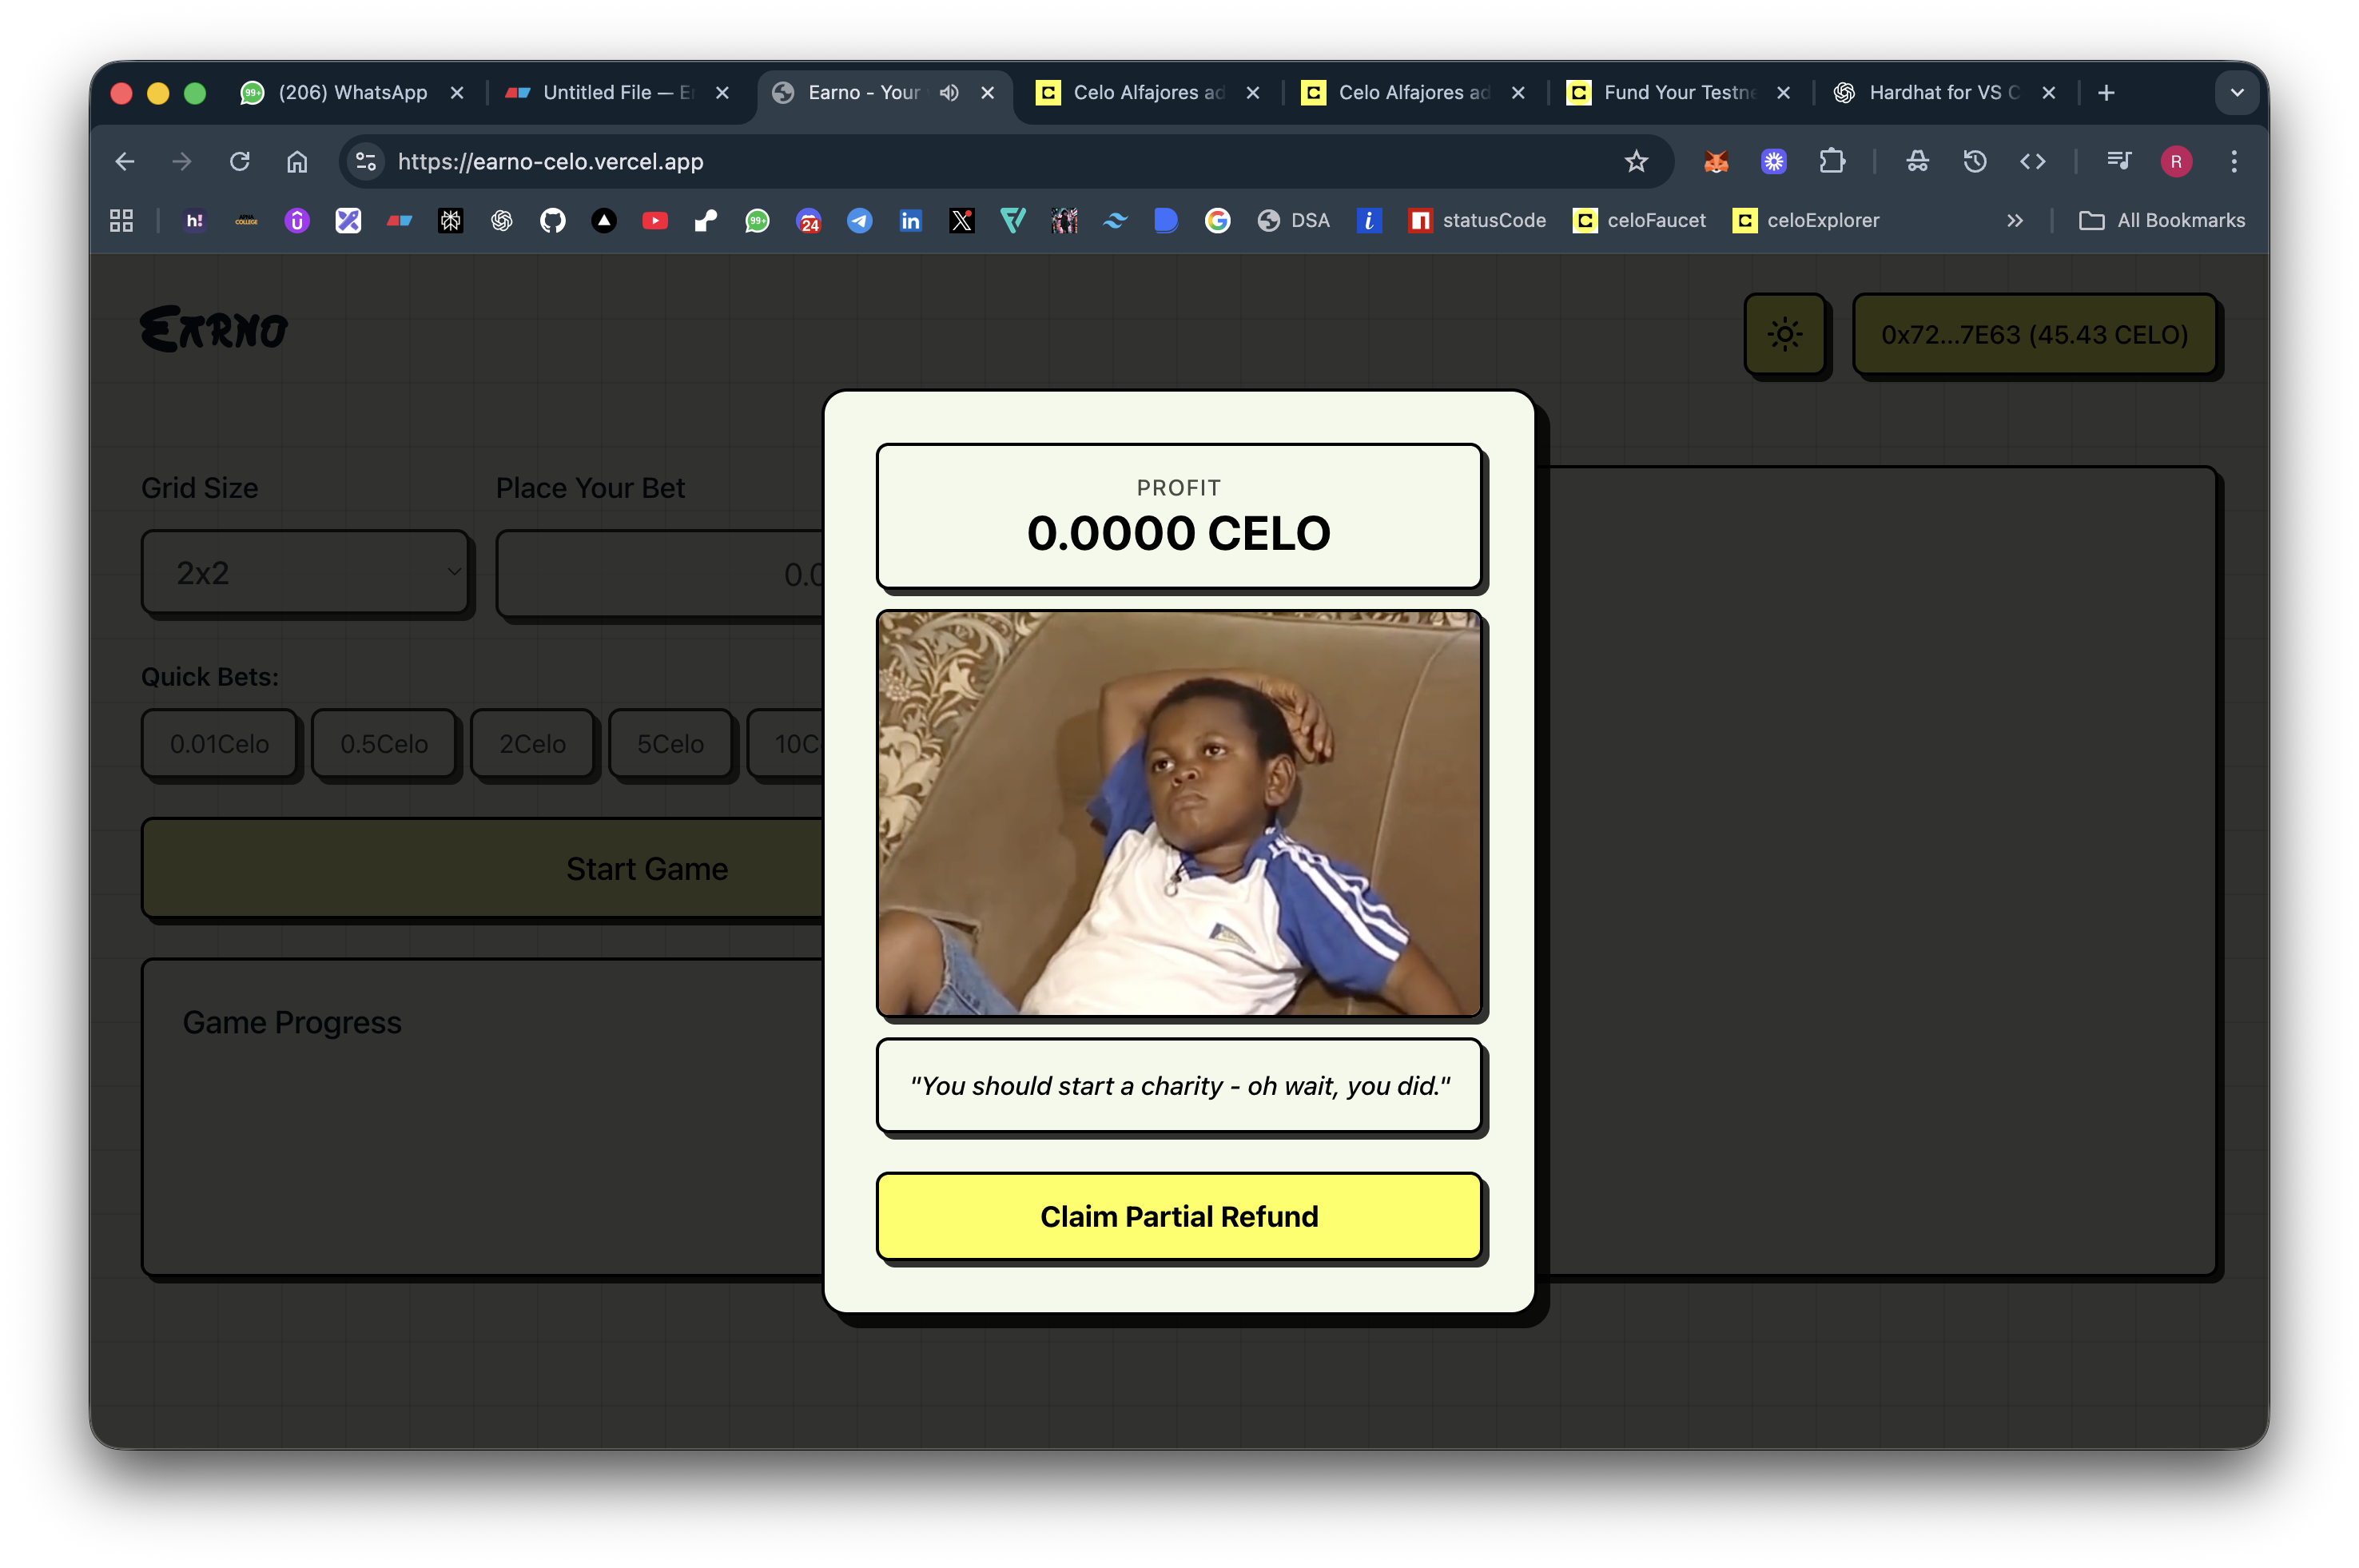 (206) WhatsApp
Untitled File — E
Earno - Your
Celo Alfajores ad
Celo Alfajores ad
Fund Your Testne
Hardhat for VS C
https://earno-celo.vercel.app
R
h!
99+
24
DSA
statusCode
celoFaucet
celoExplorer
All Bookmarks
EARNO
0x72...7E63 (45.43 CELO)
Grid Size
Place Your Bet
2x2
0.0
Quick Bets:
0.01Celo
0.5Celo
2Celo
5Celo
10C
Start Game
Game Progress
PROFIT
0.0000 CELO
"You should start a charity - oh wait, you did."
Claim Partial Refund